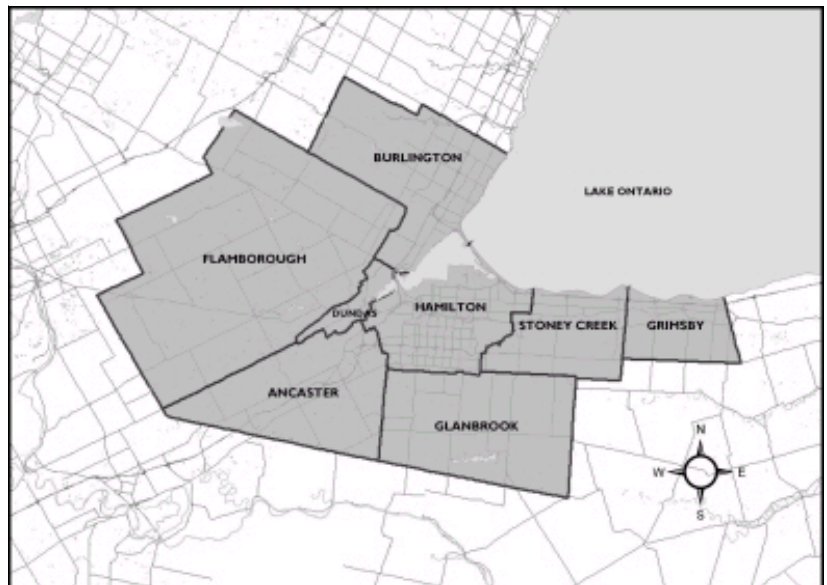 BURLINGTON
LAKE ONTARIO
FLAMBOROUGH
DUNDAS
HAMILTON
STONEY CREEK
GRIMSBY
ANCASTER
GLANBROOK
N
W
E
S